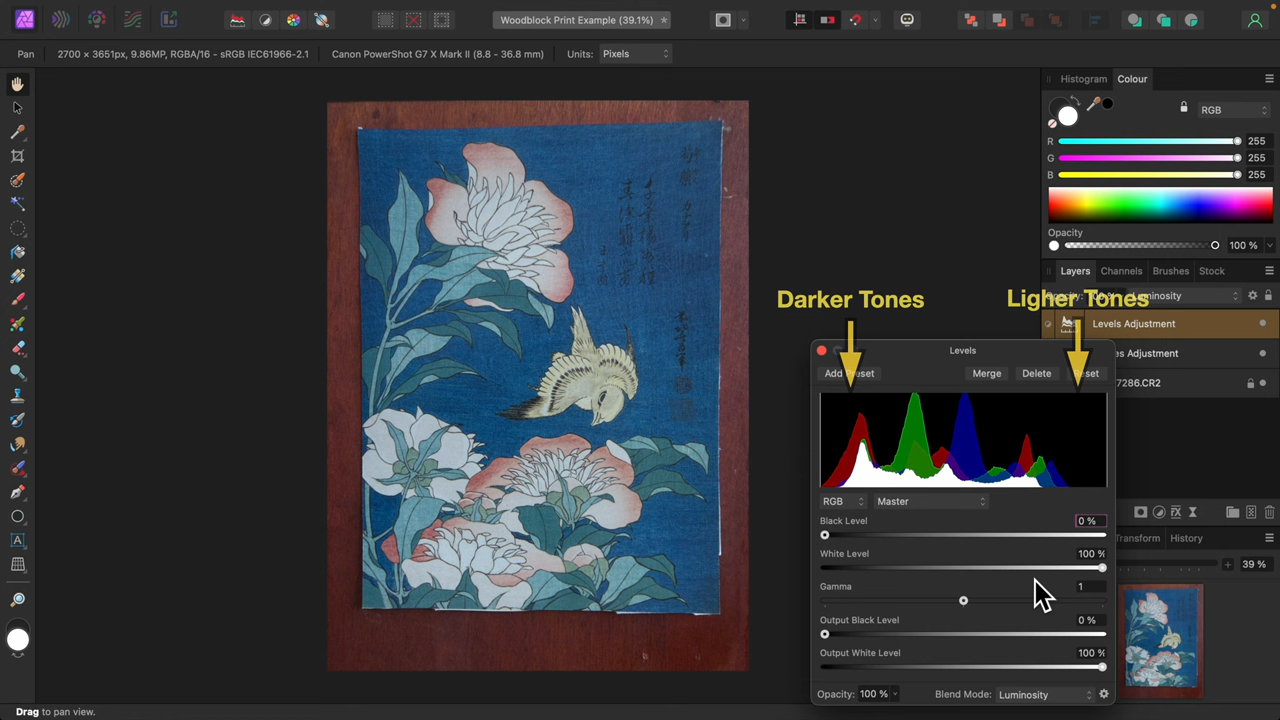 Woodblock Print Example (39.1%)
Pan
2700 × 3651px, 9.86MP, RGBA/16 - sRGB IEC61966-2.1
Canon PowerShot G7 X Mark II (8.8 - 36.8 mm)
Units:
Pixels
Histogram
Colour
RGB
R
255
G
255
B
255
Opacity
100 %
Layers
Channels
Brushes
Stock
Darker Tones
Ligher Tones
Luminosity
Levels Adjustment
es Adjustment
7286.CR2
Levels
Add Preset
Merge
Delete
Reset
RGB
Master
Black Level
0 %
White Level
100 %
Gamma
1
Output Black Level
0 %
Output White Level
100 %
Opacity:
100 %
Blend Mode:
Luminosity
Transform
History
39 %
A
Drag to pan view.